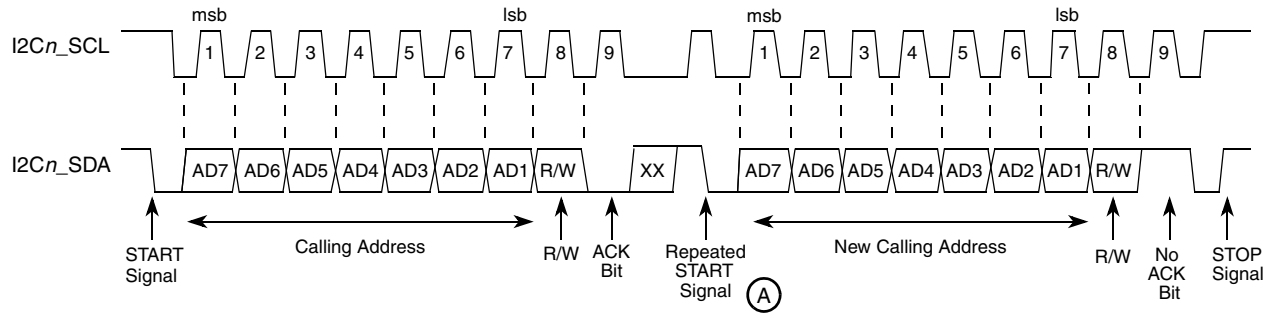 msb lsb msb lsb
I2Cn_SCL 1 2 3 4 5 6 7 8 9 1 2 3 4 5 6 7 8 9
I2Cn_SDA AD7 AD6 AD5 AD4 AD3 AD2 AD1 R/W XX AD7 AD6 AD5 AD4 AD3 AD2 AD1 R/W
START
Signal
Calling Address
R/W
ACK
Bit
Repeated
START
Signal
A
New Calling Address
R/W
No
ACK
Bit
STOP
Signal